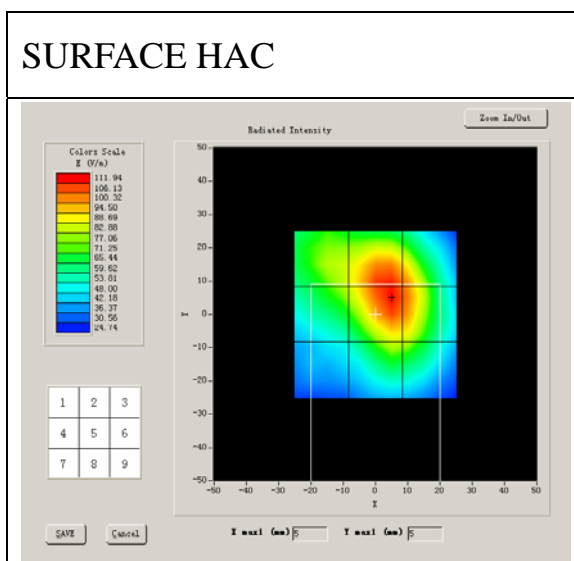 SURFACE HAC
Zoom In/Out
Radiated Intensity
Colors Scale
E (V/m)
111.94
106.13
100.32
94.50
88.69
82.88
77.06
71.25
65.44
59.62
53.81
48.00
42.18
36.37
30.56
24.74
50
40
30
20
10
0
-10
-20
-30
-40
-50
Y
-50 -40 -30 -20 -10 0 10 20 30 40 50
X
1 2 3
4 5 6
7 8 9
SAVE Cancel
X max1 (mm) 5 Y max1 (mm) 5